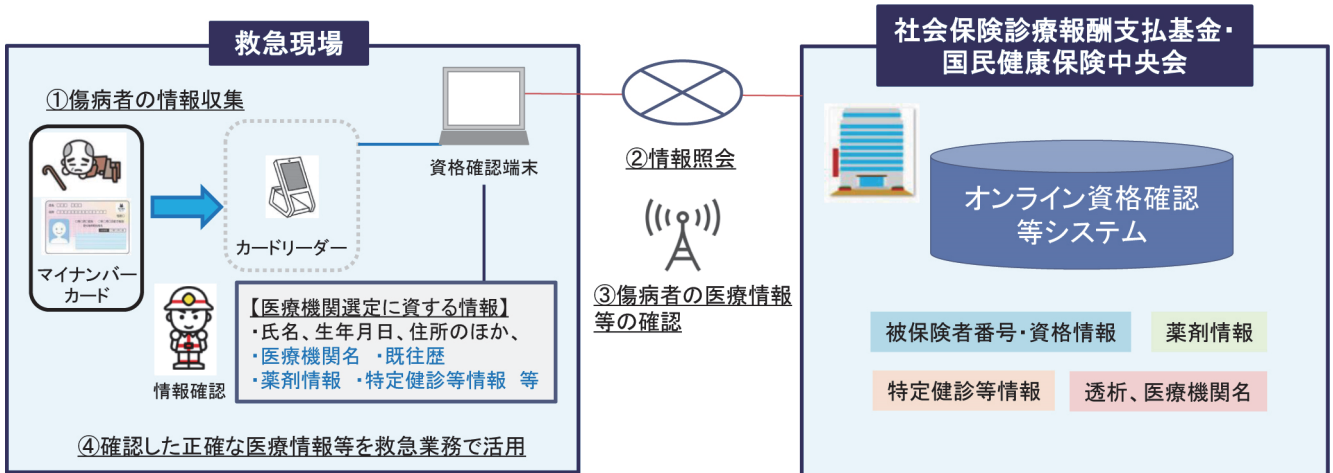 救急現場
①傷病者の情報収集
マイナンバー
カード
カードリーダー
資格確認端末
情報確認
【医療機関選定に資する情報】
・氏名、生年月日、住所のほか、
・医療機関名 ・既往歴
・薬剤情報 ・特定健診等情報 等
④確認した正確な医療情報等を救急業務で活用
②情報照会
③傷病者の医療情報
等の確認
社会保険診療報酬支払基金・
国民健康保険中央会
オンライン資格確認
等システム
被保険者番号・資格情報
薬剤情報
特定健診等情報
透析、医療機関名